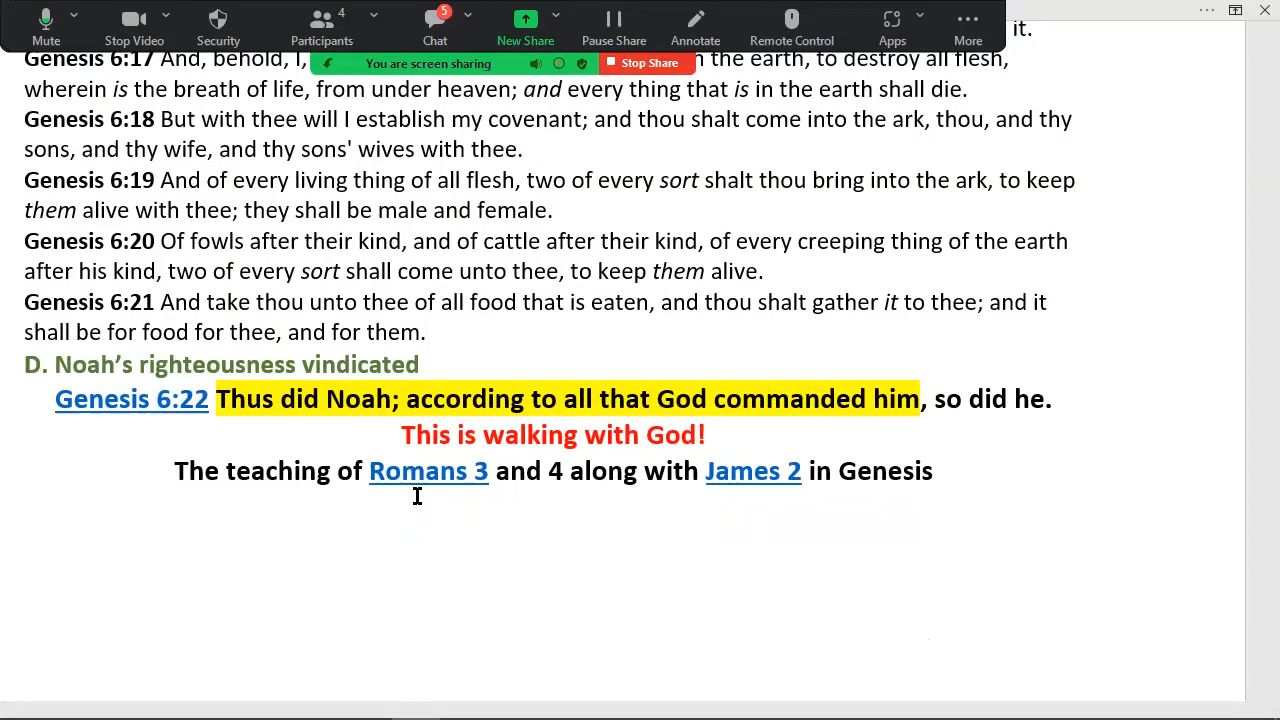 4
5
Mute
Stop Video
Security
Participants
Chat
New Share
Pause Share
Annotate
Remote Control
Apps
More
it.
You are screen sharing
Stop Share
Genesis 6:17 And, behold, I, the earth, to destroy all flesh,
wherein is the breath of life, from under heaven; and every thing that is in the earth shall die.
Genesis 6:18 But with thee will I establish my covenant; and thou shalt come into the ark, thou, and thy
sons, and thy wife, and thy sons' wives with thee.
Genesis 6:19 And of every living thing of all flesh, two of every sort shalt thou bring into the ark, to keep
them alive with thee; they shall be male and female.
Genesis 6:20 Of fowls after their kind, and of cattle after their kind, of every creeping thing of the earth
after his kind, two of every sort shall come unto thee, to keep them alive.
Genesis 6:21 And take thou unto thee of all food that is eaten, and thou shalt gather it to thee; and it
shall be for food for thee, and for them.
D. Noah’s righteousness vindicated
Genesis 6:22 Thus did Noah; according to all that God commanded him, so did he.
This is walking with God!
The teaching of Romans 3 and 4 along with James 2 in Genesis